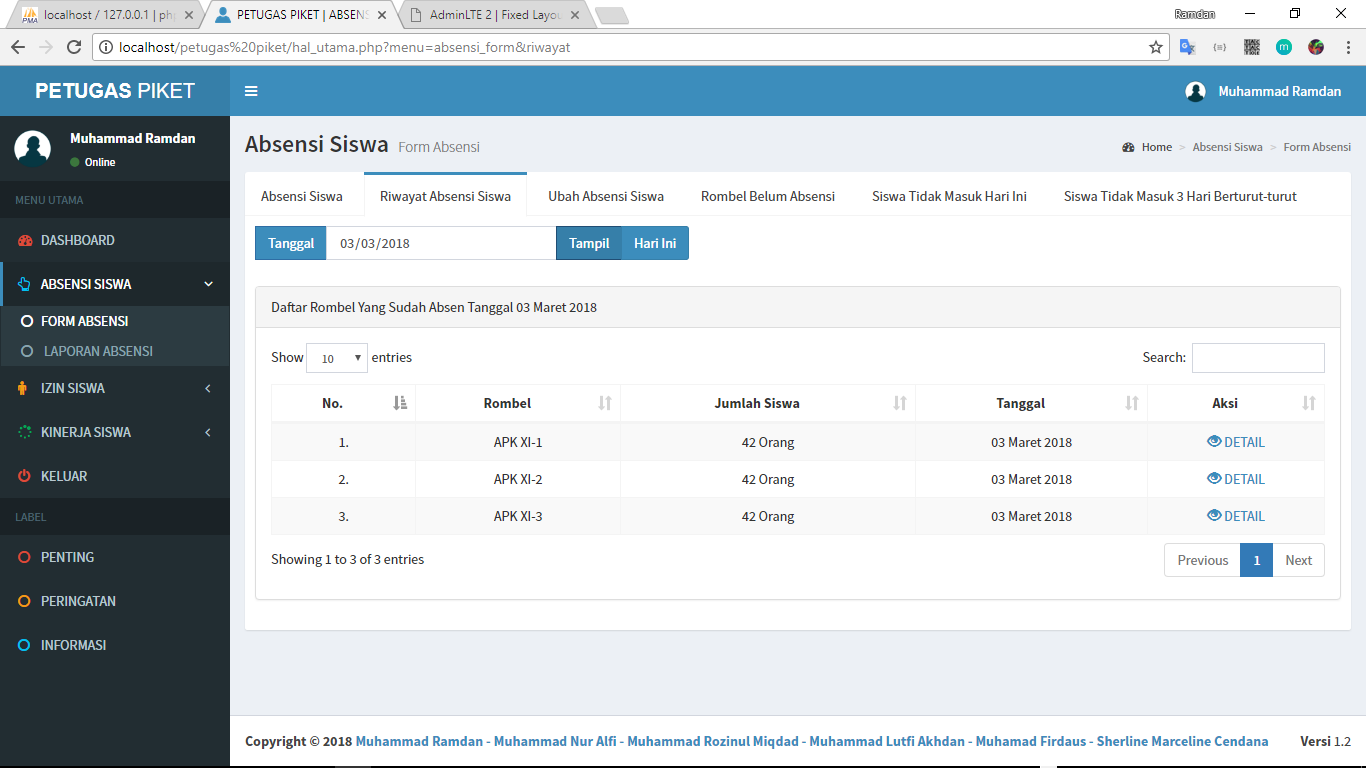 localhost / 127.0.0.1 | ph
PETUGAS PIKET | ABSENS
AdminLTE 2 | Fixed Layou
Ramdan
localhost/petugas%20piket/hal_utama.php?menu=absensi_form&riwayat
PETUGAS PIKET
Muhammad Ramdan
Muhammad Ramdan
Online
MENU UTAMA
DASHBOARD
ABSENSI SISWA
FORM ABSENSI
LAPORAN ABSENSI
IZIN SISWA
KINERJA SISWA
KELUAR
LABEL
PENTING
PERINGATAN
INFORMASI
Absensi Siswa Form Absensi
Home > Absensi Siswa > Form Absensi
Absensi Siswa Riwayat Absensi Siswa Ubah Absensi Siswa Rombel Belum Absensi Siswa Tidak Masuk Hari Ini Siswa Tidak Masuk 3 Hari Berturut-turut
Tanggal 03/03/2018 Tampil Hari Ini
Daftar Rombel Yang Sudah Absen Tanggal 03 Maret 2018
Show 10 entries Search:
No. Rombel Jumlah Siswa Tanggal Aksi
1. APK XI-1 42 Orang 03 Maret 2018 DETAIL
2. APK XI-2 42 Orang 03 Maret 2018 DETAIL
3. APK XI-3 42 Orang 03 Maret 2018 DETAIL
Showing 1 to 3 of 3 entries Previous 1 Next
Copyright © 2018 Muhammad Ramdan - Muhammad Nur Alfi - Muhammad Rozinul Miqdad - Muhammad Lutfi Akhdan - Muhamad Firdaus - Sherline Marceline Cendana Versi 1.2